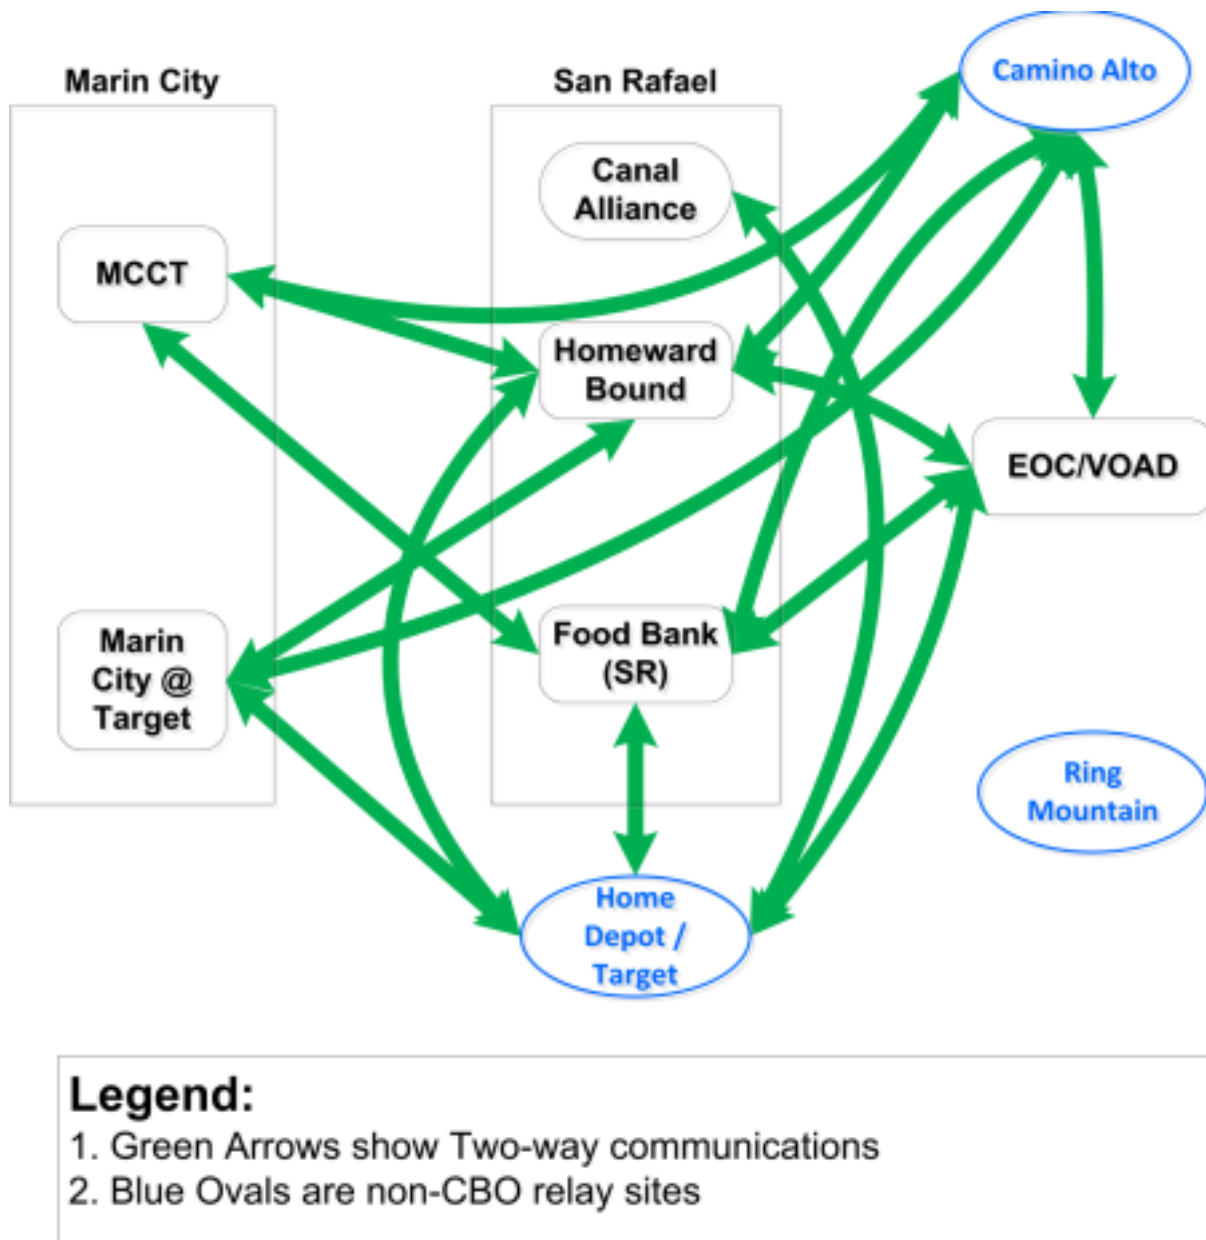 Marin City
San Rafael
Camino Alto
Canal
Alliance
MCCT
Homeward
Bound
EOC/VOAD
Marin
City @
Target
Food Bank
(SR)
Ring
Mountain
Home
Depot /
Target
Legend:
1. Green Arrows show Two-way communications
2. Blue Ovals are non-CBO relay sites